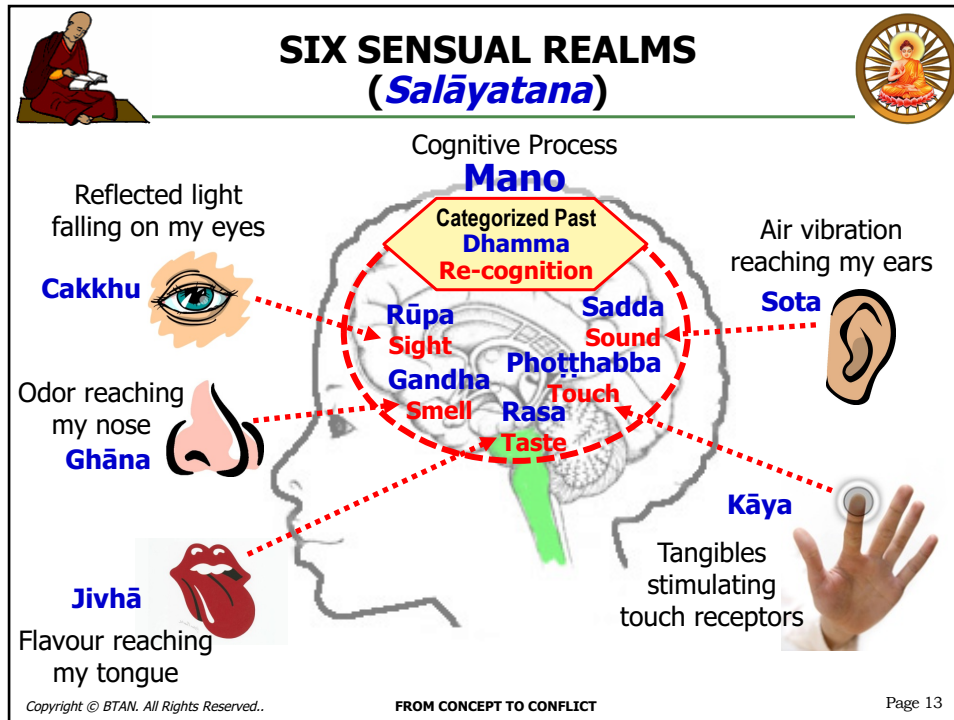 SIX SENSUAL REALMS
(Salāyatana)
Cognitive Process
Mano
Categorized Past
Dhamma
Re-cognition
Reflected light
falling on my eyes
Cakkhu
Air vibration
reaching my ears
Sota
Rūpa
Sight
Sadda
Sound
Gandha
Smell
Phoṭṭhabba
Touch
Rasa
Taste
Odor reaching
my nose
Ghāna
Kāya
Tangibles
stimulating
touch receptors
Jivhā
Flavour reaching
my tongue
Copyright © BTAN. All Rights Reserved..
FROM CONCEPT TO CONFLICT
Page 13